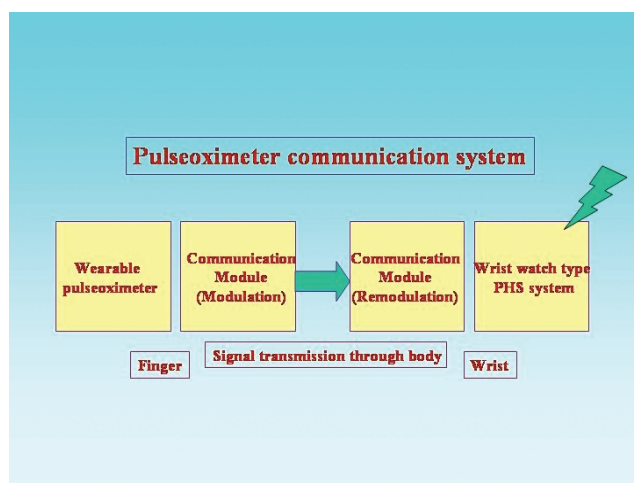 Pulseoximeter communication system
Wearable
pulseoximeter
Communication
Module
(Modulation)
Communication
Module
(Remodulation)
Wrist watch type
PHS system
Finger
Signal transmission through body
Wrist